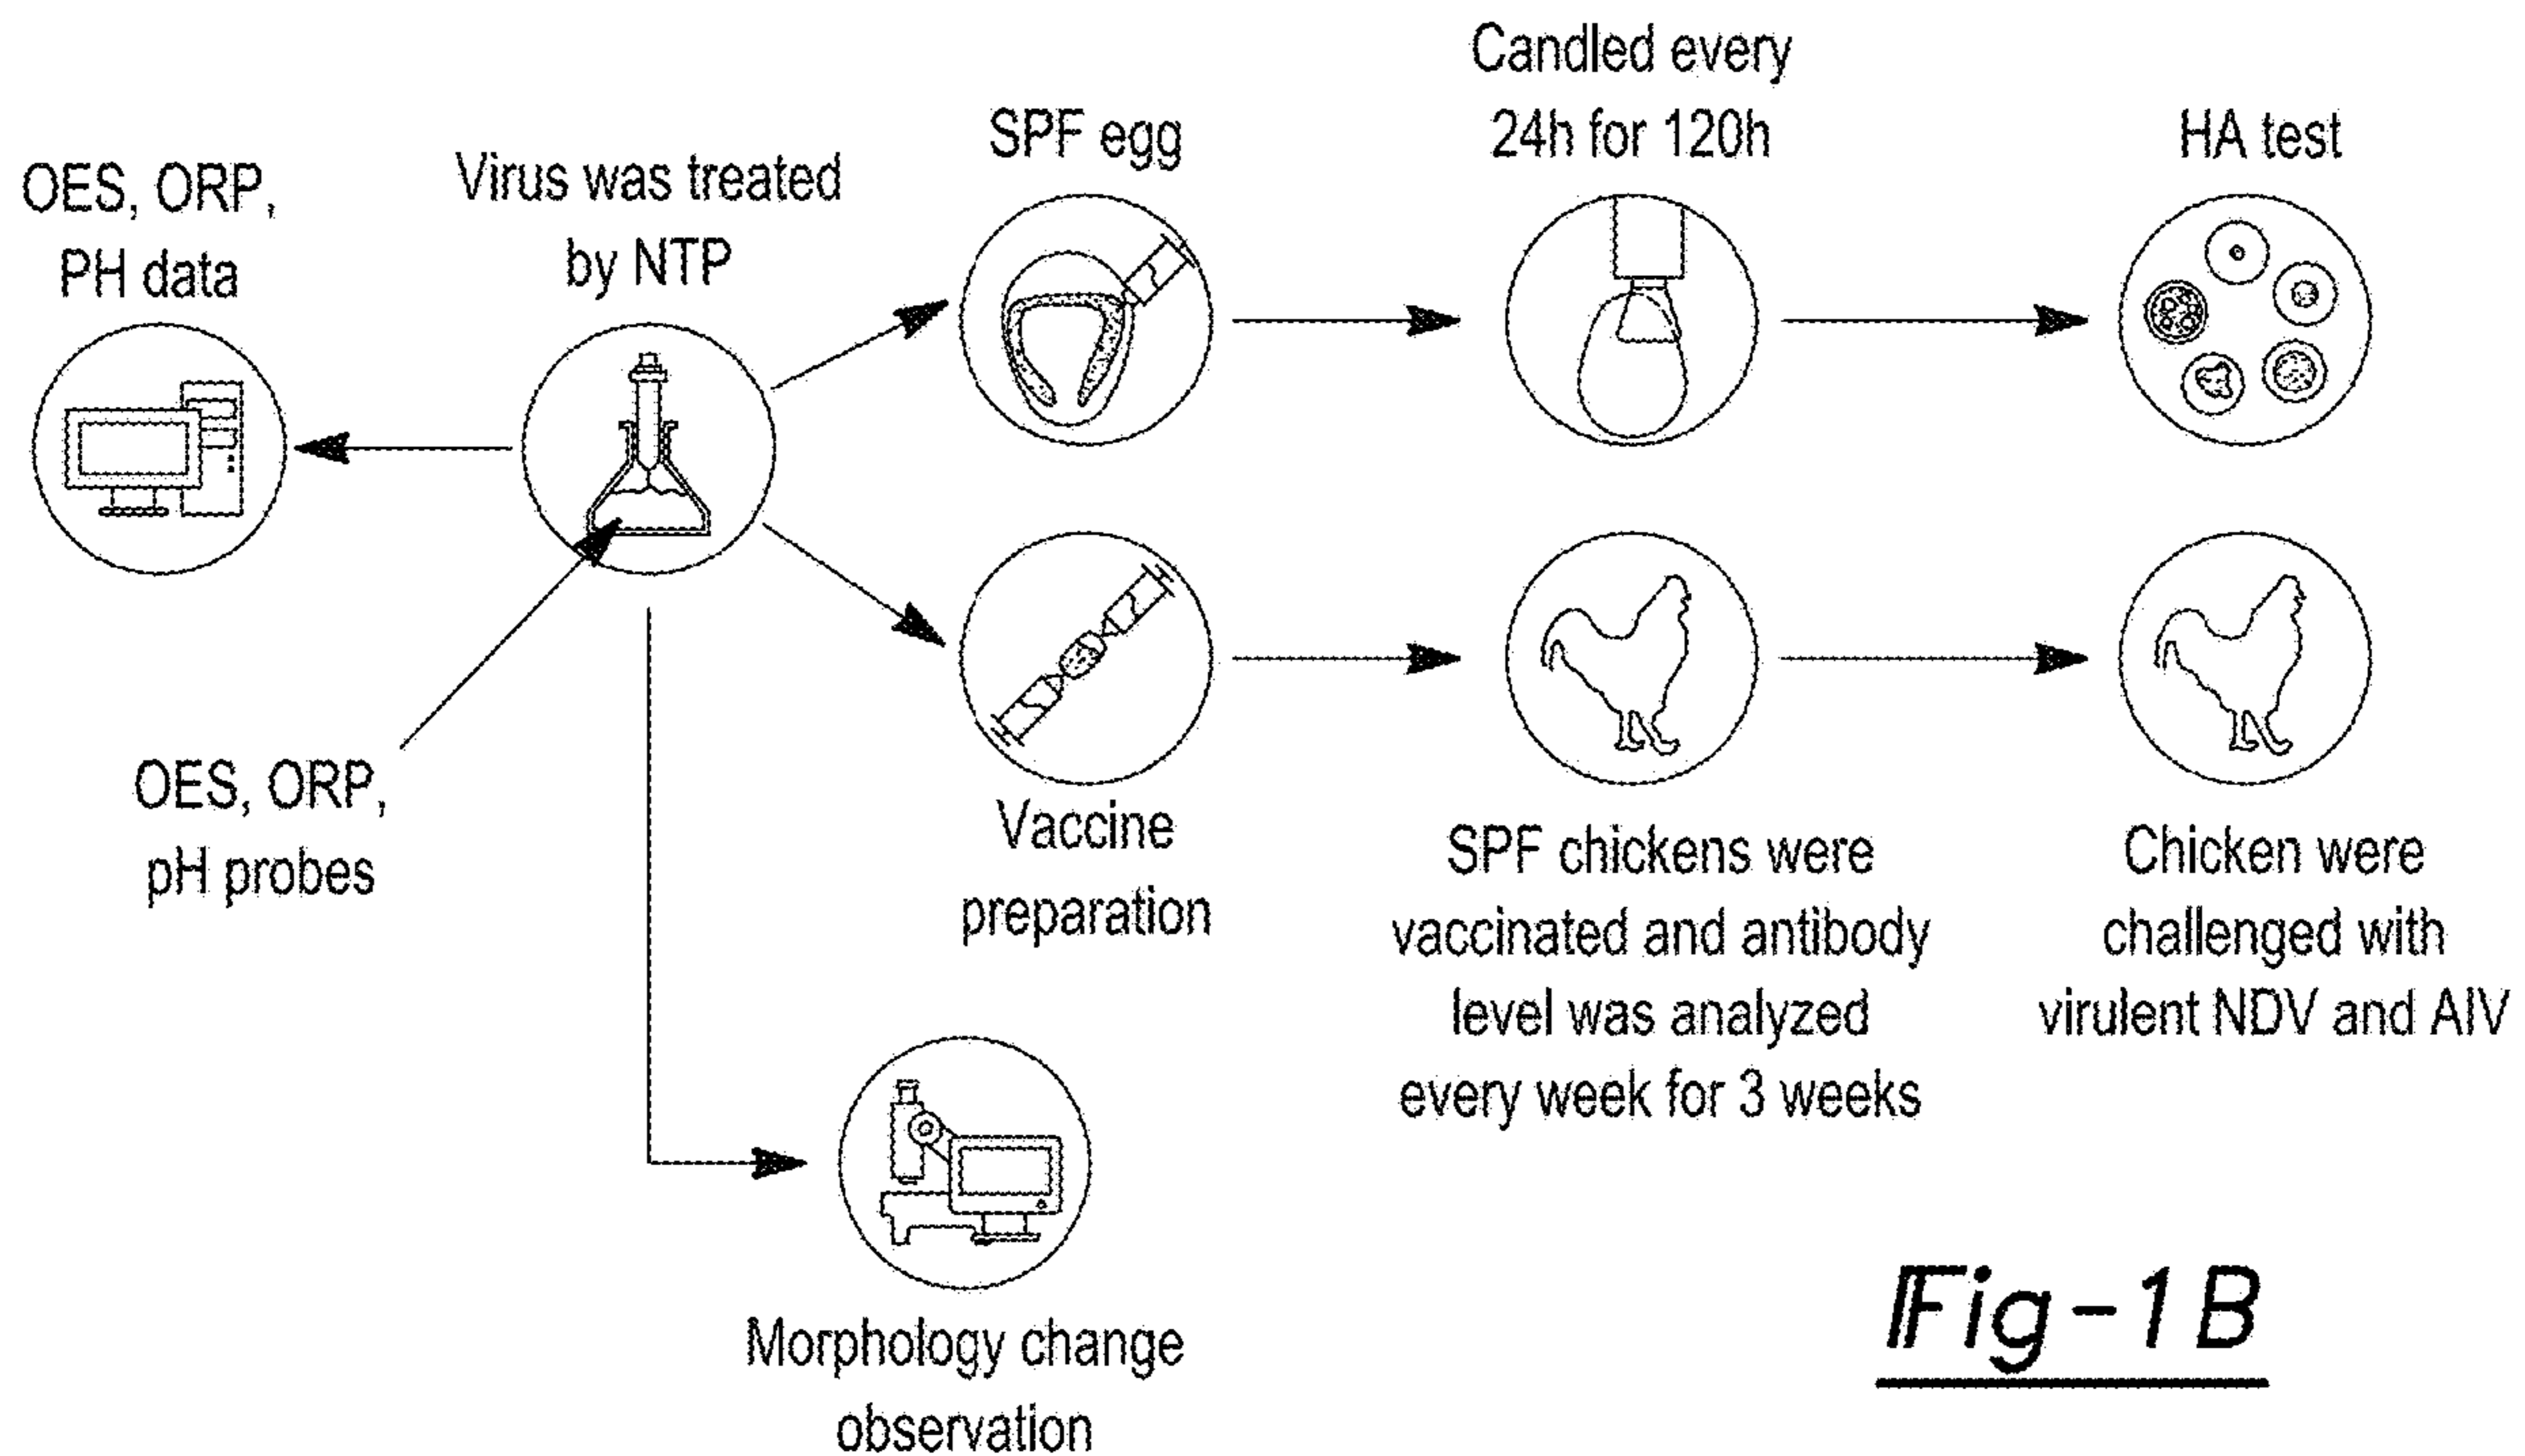 OES, ORP,
PH data
Virus was treated
by NTP
SPF egg
Candled every
24h for 120h
HA test
OES, ORP,
pH probes
Vaccine
preparation
SPF chickens were
vaccinated and antibody
level was analyzed
every week for 3 weeks
Chicken were
challenged with
virulent NDV and AIV
Morphology change
observation
Fig-1B